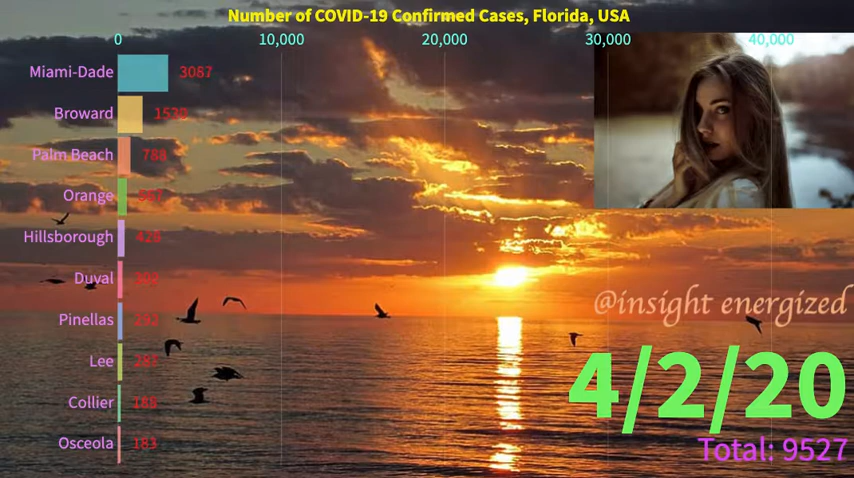 Number of COVID-19 Confirmed Cases, Florida, USA
0 10,000 20,000 30,000 40,000
Miami-Dade 3087
Broward
Palm Beach 788
Orange
Hillsborough
Duval
Pinellas
Lee
Collier
Osceola 183
@insight energized
4/2/20
Total: 9527